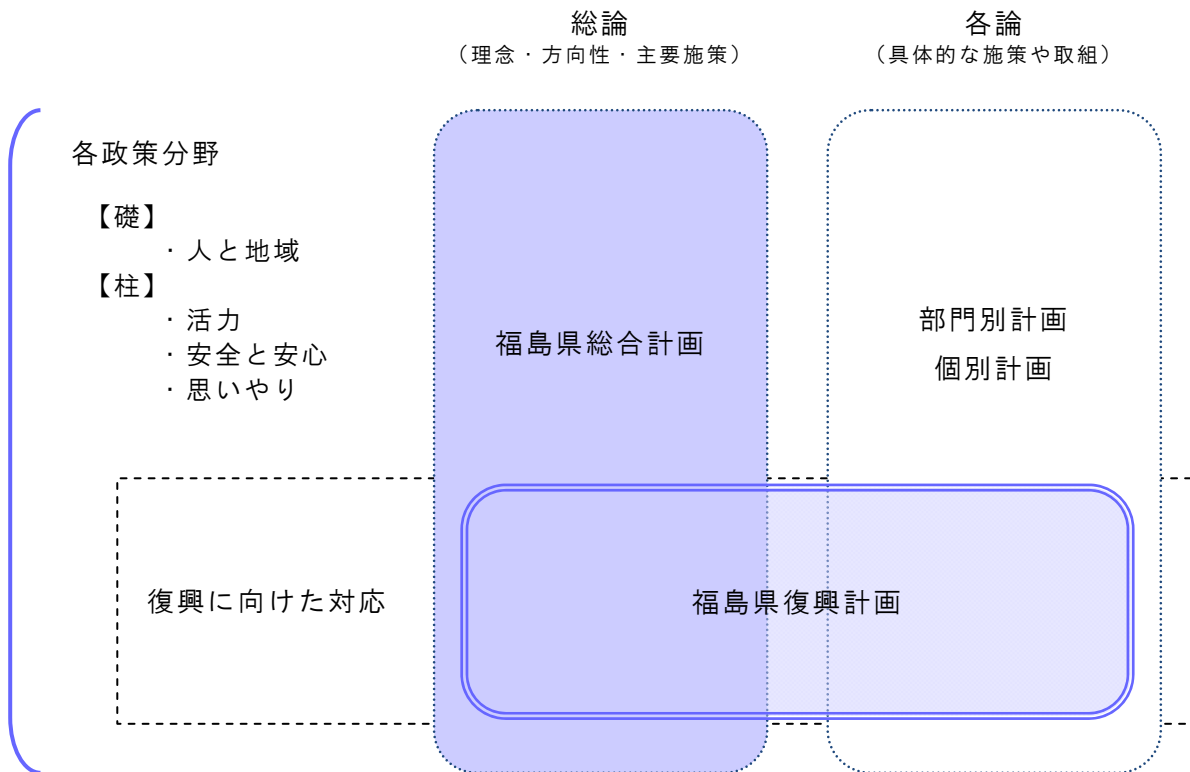 総論
(理念・方向性・主要施策)
各論
(具体的な施策や取組)
各政策分野
【礎】
・人と地域
【柱】
・活力
・安全と安心
・思いやり
福島県総合計画
部門別計画
個別計画
復興に向けた対応
福島県復興計画